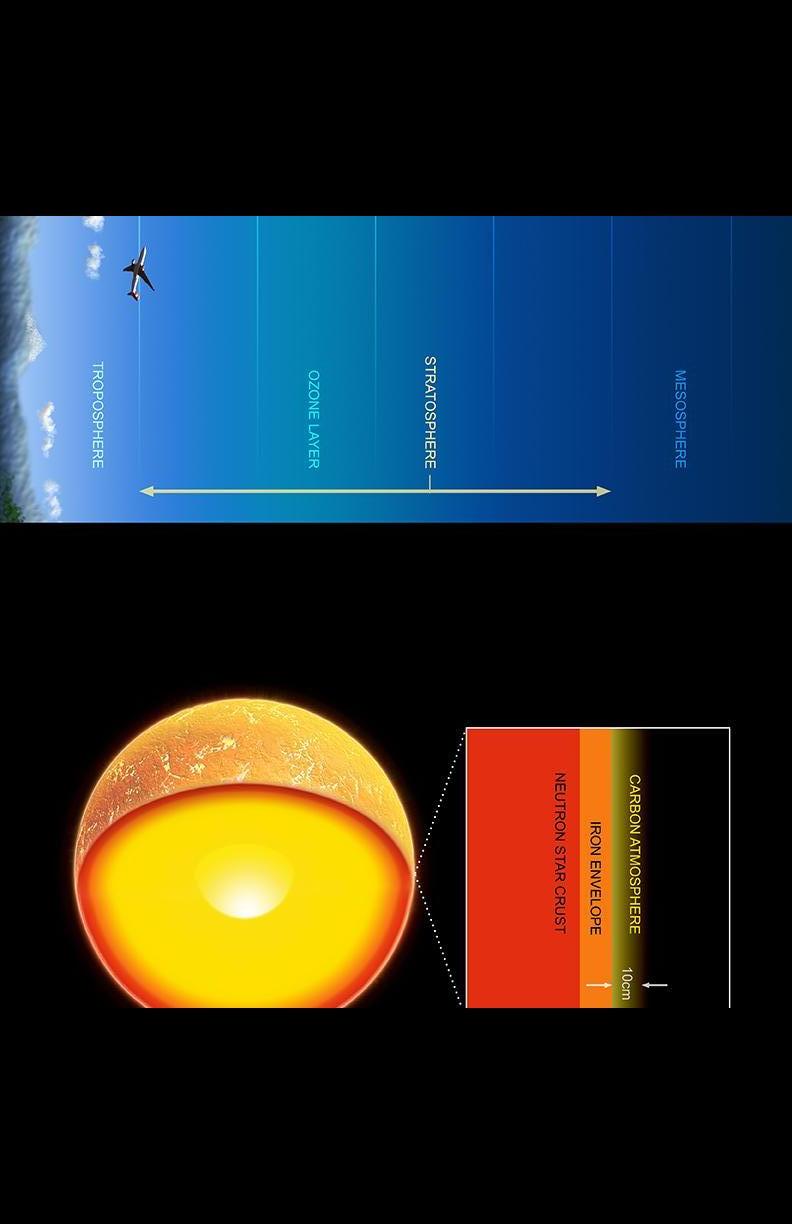 MESOSPHERE
STRATOSPHERE
OZONE LAYER
TROPOSPHERE
CARBON ATMOSPHERE
10cm
IRON ENVELOPE
NEUTRON STAR CRUST